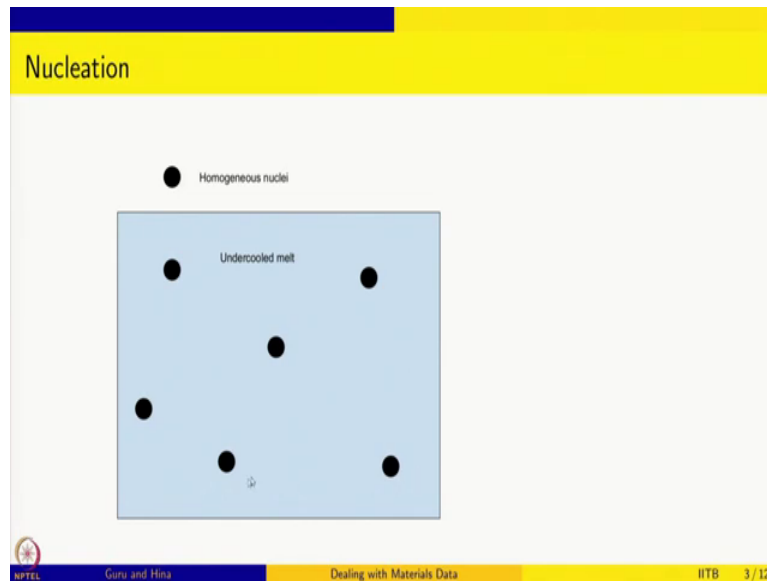 Nucleation
Homogeneous nuclei
Undercooled melt
NPTEL
Guru and Hina
Dealing with Materials Data
IITB
3 / 12